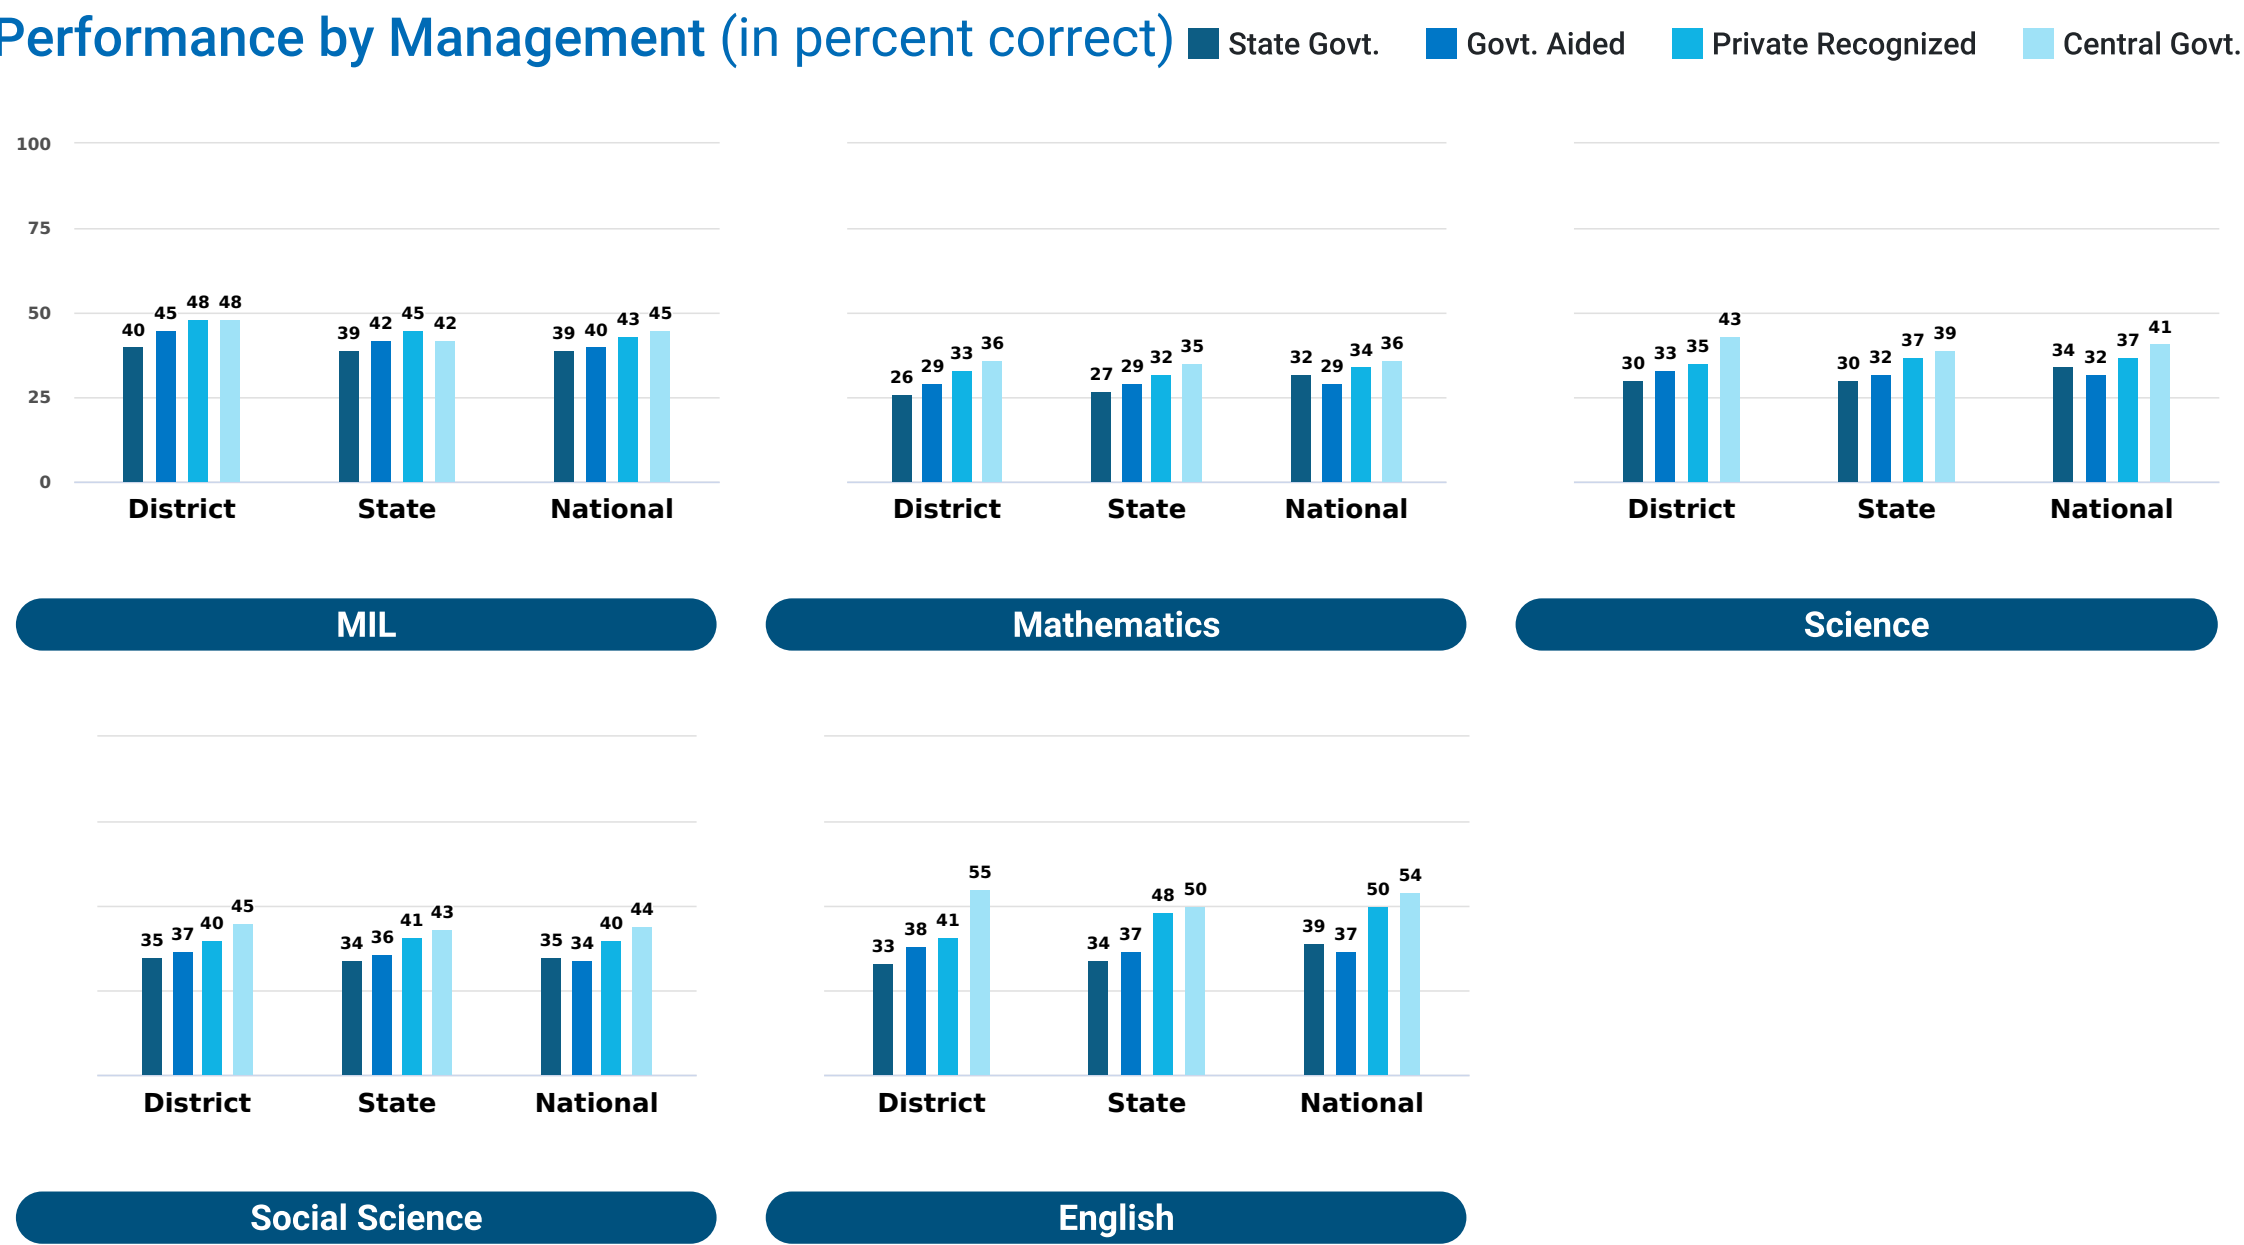 Performance by Management (in percent correct) State Govt. Govt. Aided Private Recognized Central Govt.
100
75
50
25
0
40 45 48 48 39 42 45 42 39 40 43 45
District State National
MIL
26 29 33 36 27 29 32 35 32 29 34 36
District State National
Mathematics
30 33 35 43 30 32 37 39 34 32 37 41
District State National
Science
35 37 40 45 34 36 41 43 35 34 40 44
District State National
Social Science
33 38 41 55 34 37 48 50 39 37 50 54
District State National
English